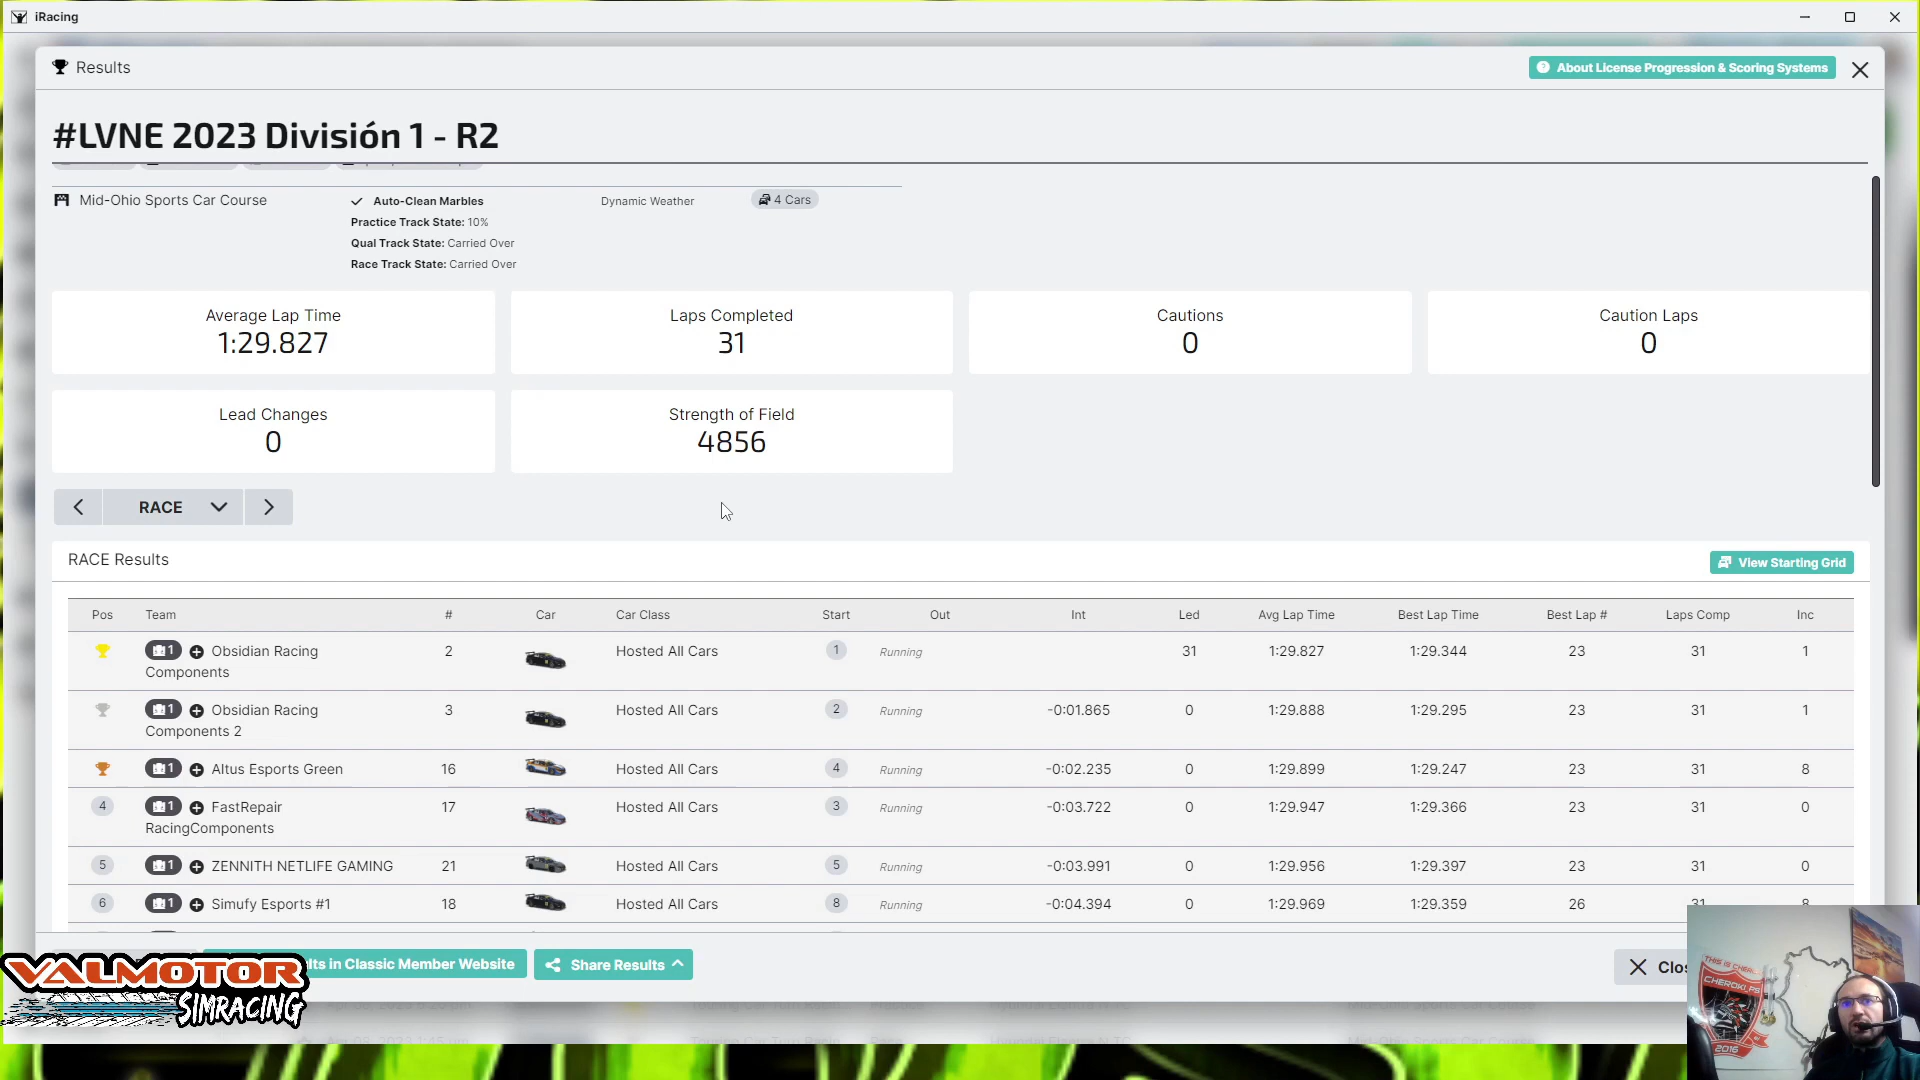 iRacing
Results
About License Progression & Scoring Systems
#LVNE 2023 División 1 - R2
Mid-Ohio Sports Car Course
Auto-Clean Marbles
Dynamic Weather
4 Cars
Practice Track State: 10%
Qual Track State: Carried Over
Race Track State: Carried Over
Average Lap Time
1:29.827
Laps Completed
31
Cautions
0
Caution Laps
0
Lead Changes
0
Strength of Field
4856
RACE
RACE Results
View Starting Grid
Pos Team # Car Car Class Start Out Int Led Avg Lap Time Best Lap Time Best Lap # Laps Comp Inc
1 Obsidian Racing Components 2 Hosted All Cars 1 Running 31 1:29.827 1:29.344 23 31 1
1 Obsidian Racing Components 2 3 Hosted All Cars 2 Running -0:01.865 0 1:29.888 1:29.295 23 31 1
1 Altus Esports Green 16 Hosted All Cars 4 Running -0:02.235 0 1:29.899 1:29.247 23 31 8
4 1 FastRepair RacingComponents 17 Hosted All Cars 3 Running -0:03.722 0 1:29.947 1:29.366 23 31 0
5 1 ZENNITH NETLIFE GAMING 21 Hosted All Cars 5 Running -0:03.991 0 1:29.956 1:29.397 23 31 0
6 1 Simufy Esports #1 18 Hosted All Cars 8 Running -0:04.394 0 1:29.969 1:29.359 26 31 8
lts in Classic Member Website
Share Results
Clos
VALMOTOR
SIMRACING
THIS IS CHEROKI
CHEROKI_PS
2016